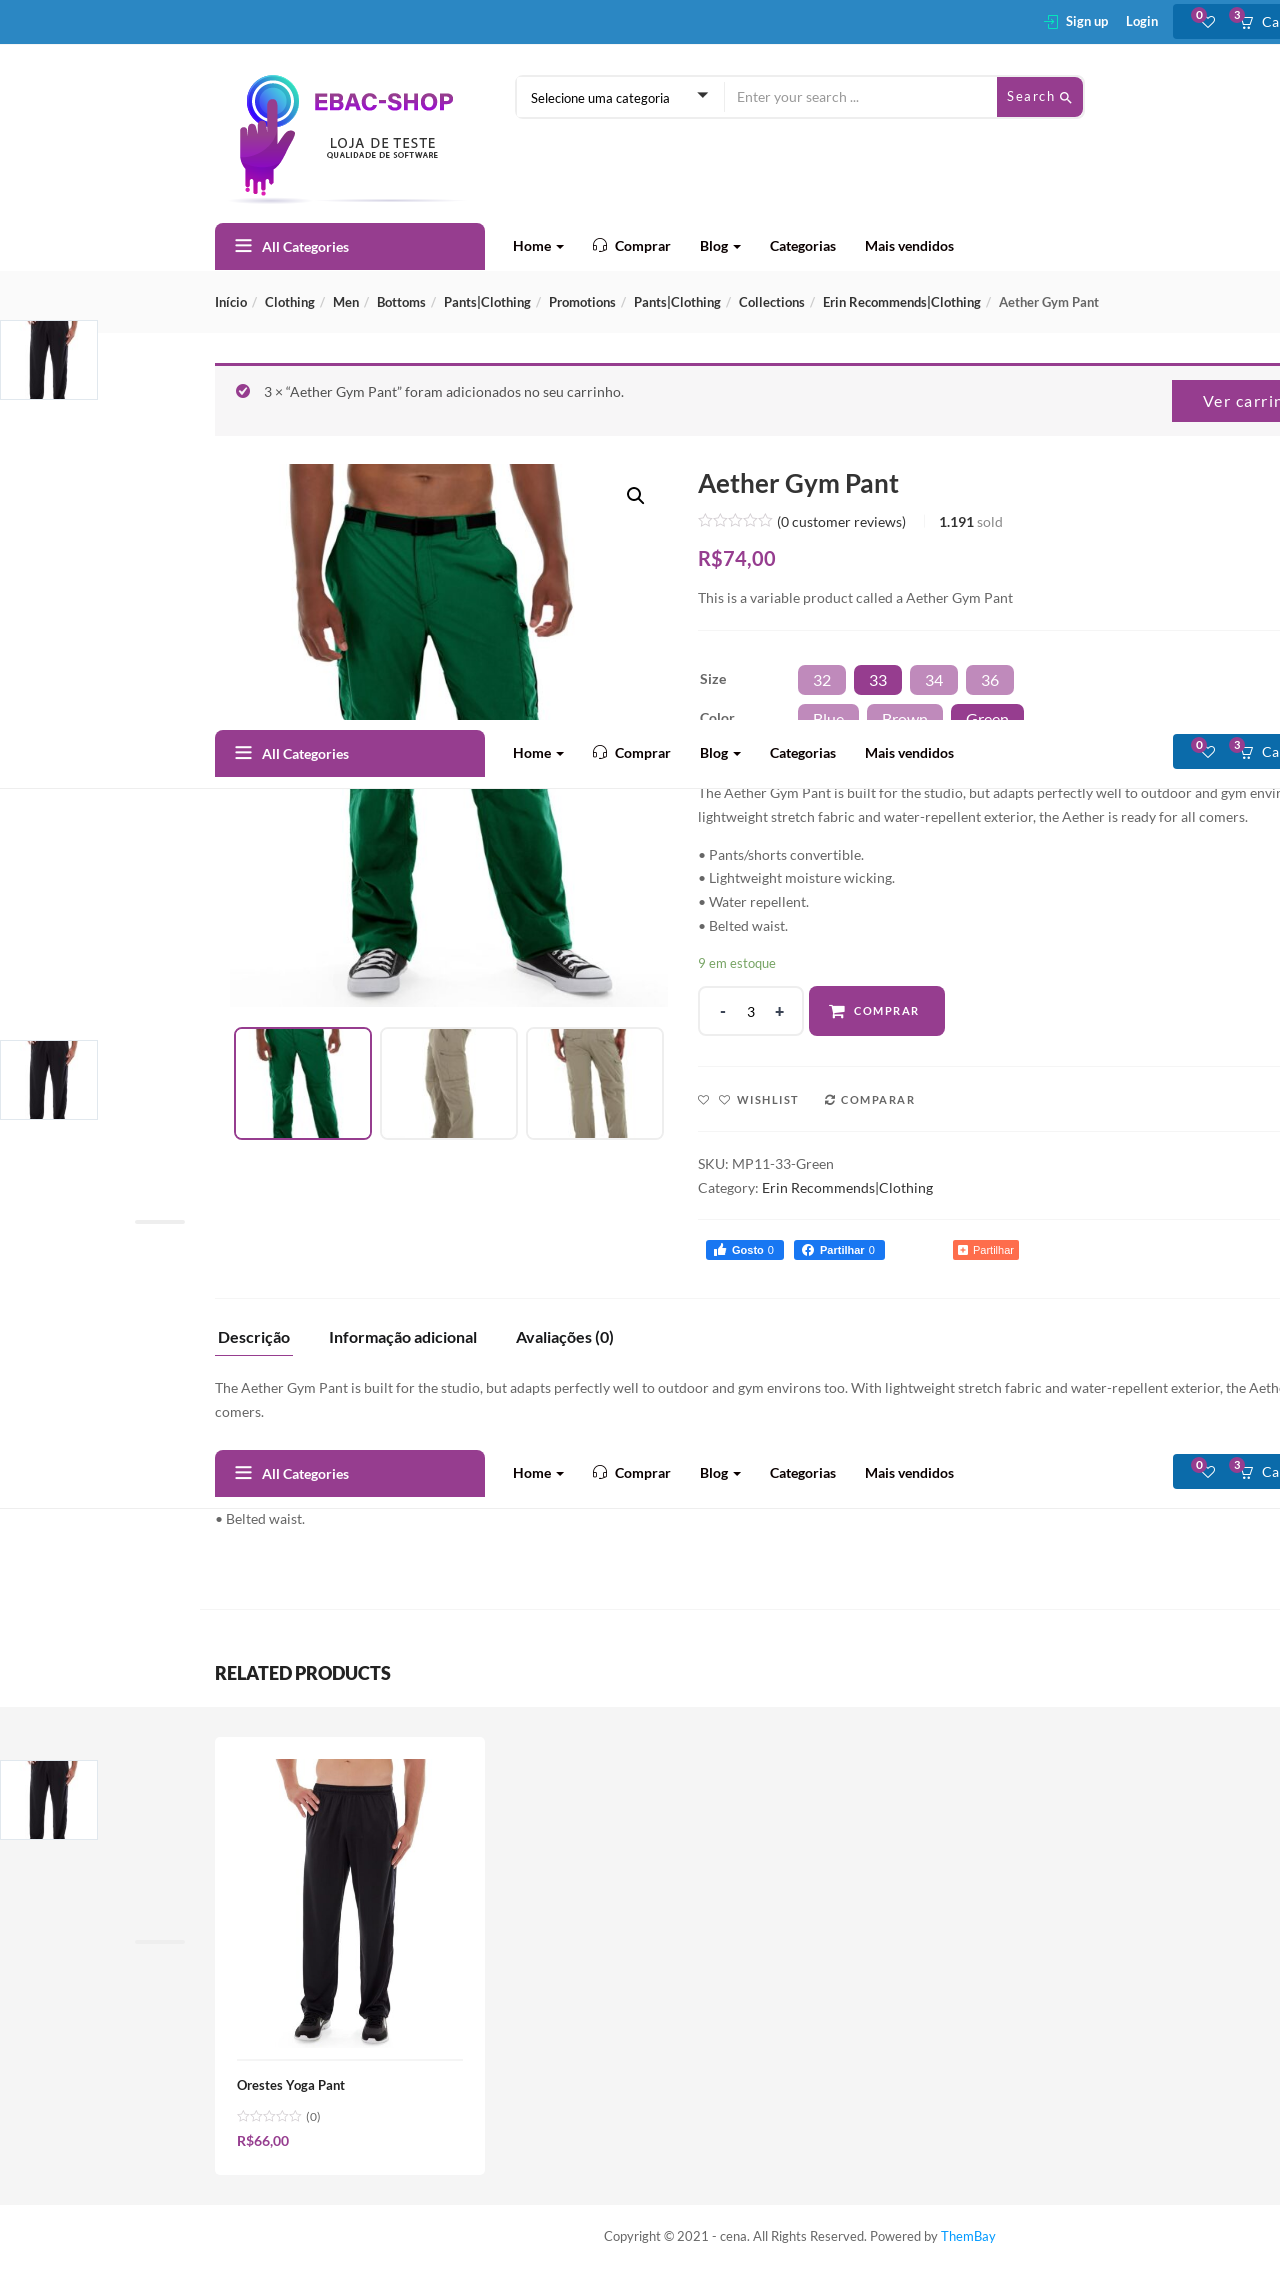 Sign up Login 0 3
EBAC-SHOP
LOJA DE TESTE
QUALIDADE DE SOFTWARE
Selecione uma categoria Enter your search ... Search
All Categories Home Comprar Blog Categorias Mais vendidos
Início / Clothing / Men / Bottoms / Pants|Clothing / Promotions / Pants|Clothing / Collections / Erin Recommends|Clothing / Aether Gym Pant
3 × “Aether Gym Pant” foram adicionados no seu carrinho. Ver
Aether Gym Pant
(0 customer reviews) 1.191 sold
R$74,00
This is a variable product called a Aether Gym Pant
Size 32 33 34 36
Color Blue Brown Green
All Categories Home Comprar Blog Categorias Mais vendidos 0 3
The Aether Gym Pant is built for the studio, but adapts perfectly well to outdoor and gym
lightweight stretch fabric and water-repellent exterior, the Aether is ready for all comers.
• Pants/shorts convertible.
• Lightweight moisture wicking.
• Water repellent.
• Belted waist.
9 em estoque
- 3 + COMPRAR
WISHLIST COMPARAR
SKU: MP11-33-Green
Category: Erin Recommends|Clothing
Gosto 0 Partilhar 0 Partilhar
Descrição Informação adicional Avaliações (0)
The Aether Gym Pant is built for the studio, but adapts perfectly well to outdoor and gym environs too. With lightweight stretch fabric and water-repellent exterior, the
comers.
All Categories Home Comprar Blog Categorias Mais vendidos 0 3
• Belted waist.
RELATED PRODUCTS
Orestes Yoga Pant
(0)
R$66,00
Copyright © 2021 - cena. All Rights Reserved. Powered by ThemBay